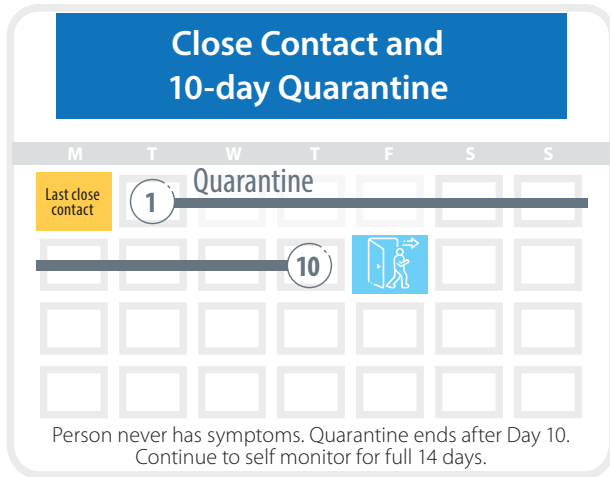 Close Contact and
10-day Quarantine
M T W T F S S
Last close
contact
1
Quarantine
10
Person never has symptoms. Quarantine ends after Day 10.
Continue to self monitor for full 14 days.